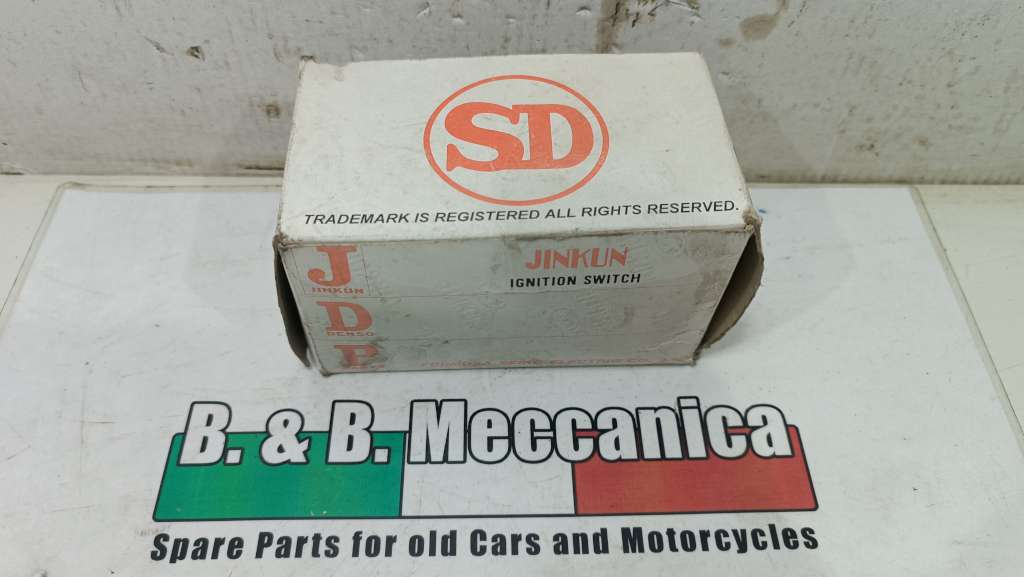 SD
TRADEMARK IS REGISTERED ALL RIGHTS RESERVED.
J
JINKUN
JINKUN
IGNITION SWITCH
D
DENSO
P
B. & B. Meccanica
Spare Parts for old Cars and Motorcycles